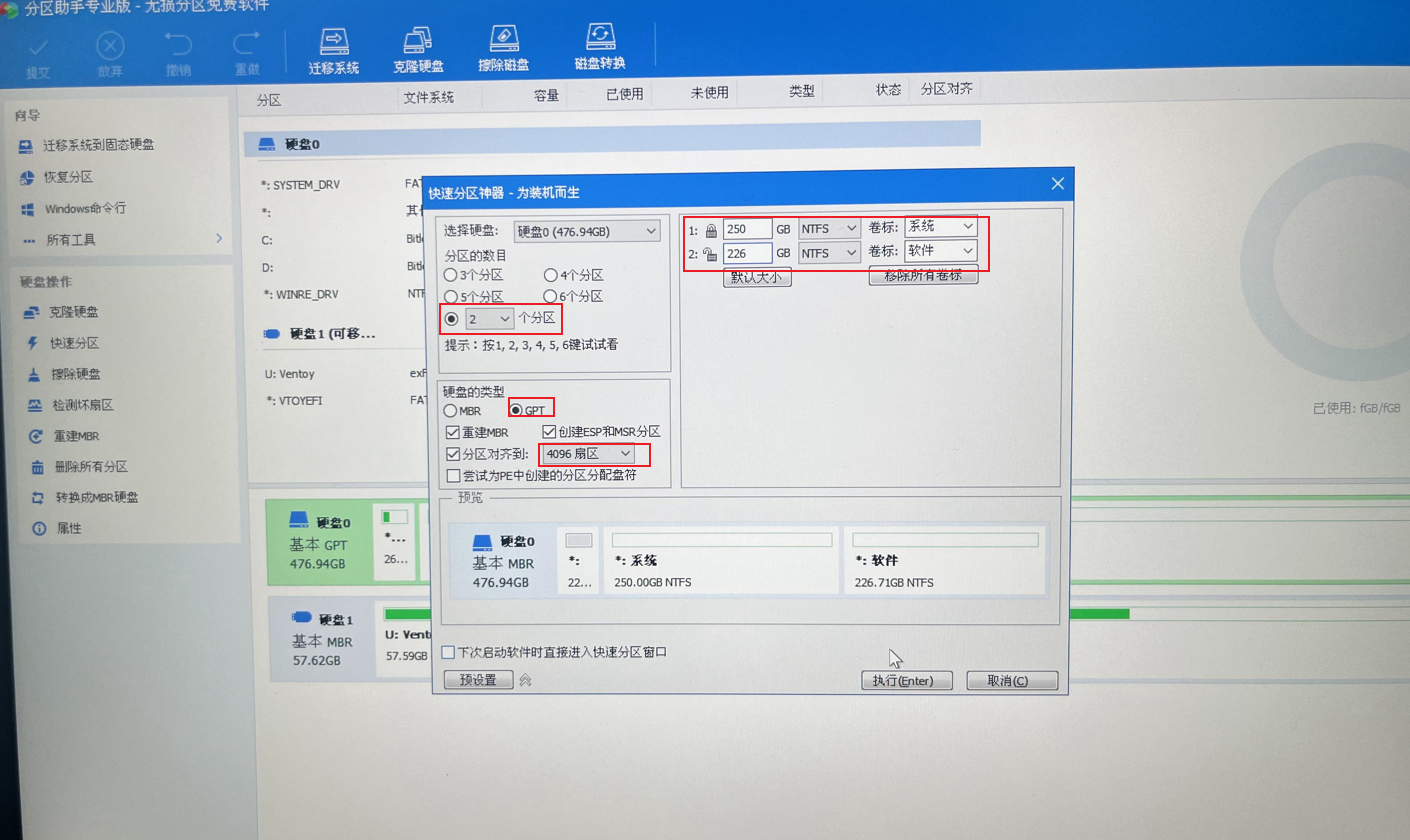 分区助手专业版 - 无损分区免费软件
提交 放弃 撤销 重做 迁移系统 克隆硬盘 擦除磁盘 磁盘转换
向导
迁移系统到固态硬盘
恢复分区
Windows命令行
所有工具
硬盘操作
克隆硬盘
快速分区
擦除硬盘
检测坏扇区
重建MBR
删除所有分区
转换成MBR硬盘
属性
分区 文件系统 容量 已使用 未使用 类型 状态 分区对齐
硬盘0
*: SYSTEM_DRV FAT
*: 其
C: Bitl
D: Bitl
*: WINRE_DRV NTF
硬盘1 (可移...
U: Ventoy exF
*: VTOYEFI FAT
已使用: fGB/fGB
快速分区神器 - 为装机而生
选择硬盘: 硬盘0 (476.94GB)
分区的数目
3个分区 4个分区
5个分区 6个分区
2 个分区
提示：按1, 2, 3, 4, 5, 6键试试看
硬盘的类型
MBR GPT
重建MBR 创建ESP和MSR分区
分区对齐到: 4096 扇区
尝试为PE中创建的分区分配盘符
1: 250 GB NTFS 卷标: 系统
2: 226 GB NTFS 卷标: 软件
默认大小 移除所有卷标
预览
硬盘0
基本 MBR
476.94GB
*:
22...
*: 系统
250.00GB NTFS
*: 软件
226.71GB NTFS
下次启动软件时直接进入快速分区窗口
预设置 执行(Enter) 取消(C)
硬盘0
基本 GPT
476.94GB
*...
26...
硬盘1
基本 MBR
57.62GB
U: Vent
57.59GB